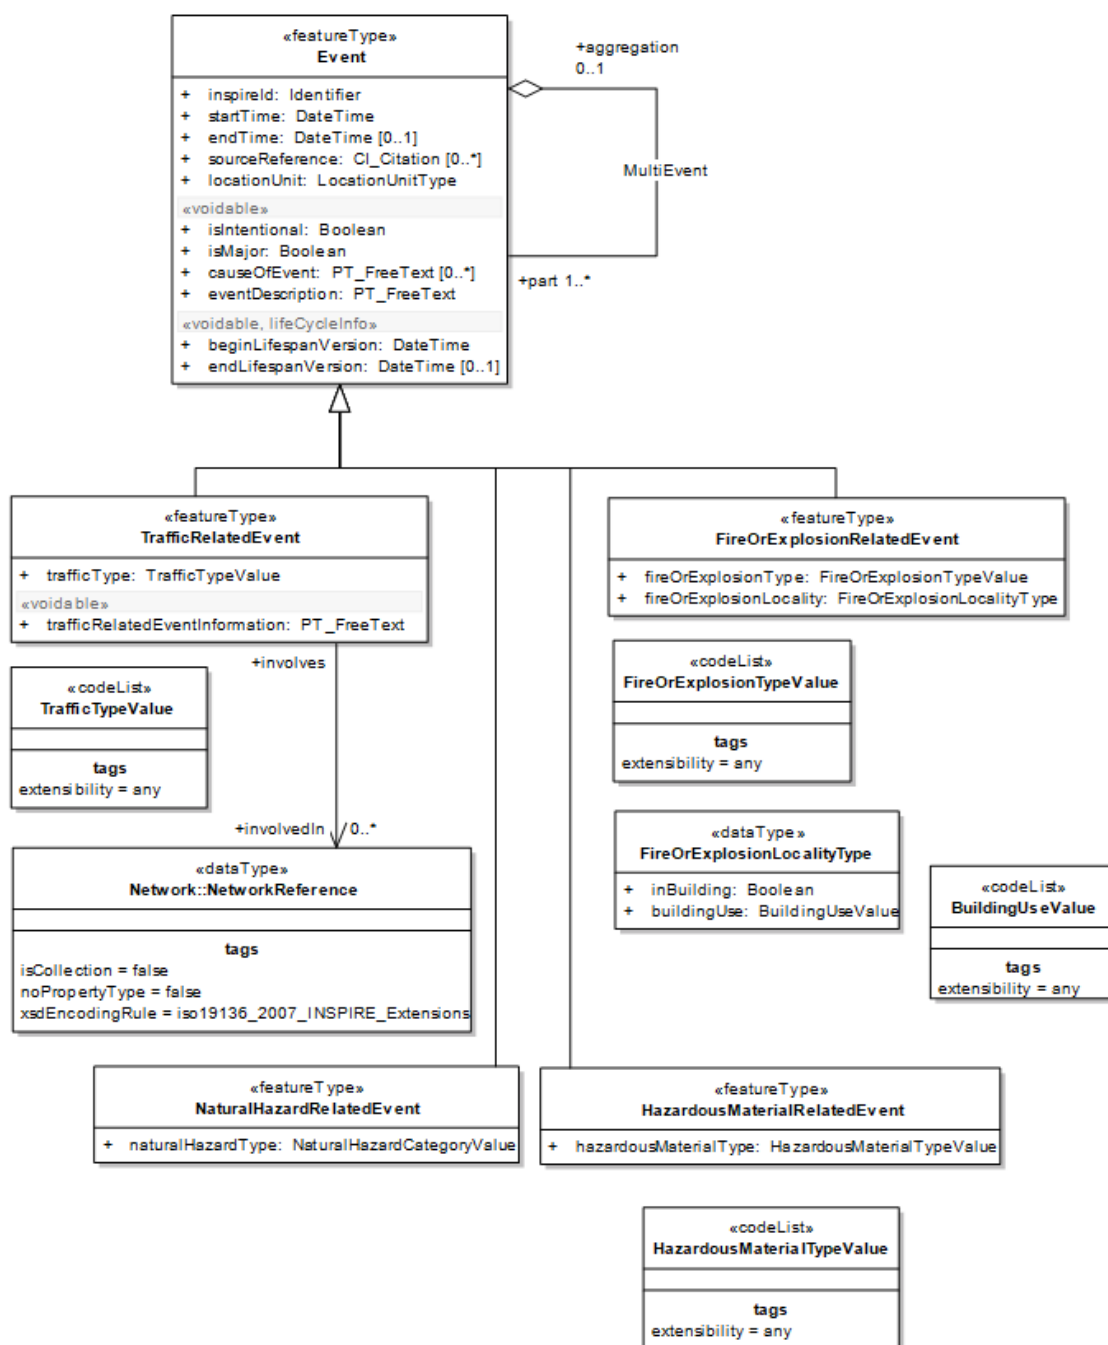 «featureType»
Event
+ inspireId: Identifier
+ startTime: DateTime
+ endTime: DateTime [0..1]
+ sourceReference: CI_Citation [0..*]
+ locationUnit: LocationUnitType
«voidable»
+ isIntentional: Boolean
+ isMajor: Boolean
+ causeOfEvent: PT_FreeText [0..*]
+ eventDescription: PT_FreeText
«voidable, lifeCycleInfo»
+ beginLifespanVersion: DateTime
+ endLifespanVersion: DateTime [0..1]
+aggregation
0..1
MultiEvent
+part 1..*
«featureType»
TrafficRelatedEvent
+ trafficType: TrafficTypeValue
«voidable»
+ trafficRelatedEventInformation: PT_FreeText
«featureType»
FireOrExplosionRelatedEvent
+ fireOrExplosionType: FireOrExplosionTypeValue
+ fireOrExplosionLocality: FireOrExplosionLocalityType
+involves
«codeList»
TrafficTypeValue
tags
extensibility = any
«codeList»
FireOrExplosionTypeValue
tags
extensibility = any
+involvedIn 0..*
«dataType»
Network::NetworkReference
tags
isCollection = false
noPropertyType = false
xsdEncodingRule = iso19136_2007_INSPIRE_Extensions
«dataType»
FireOrExplosionLocalityType
+ inBuilding: Boolean
+ buildingUse: BuildingUseValue
«codeList»
BuildingUseValue
tags
extensibility = any
«featureType»
NaturalHazardRelatedEvent
+ naturalHazardType: NaturalHazardCategoryValue
«featureType»
HazardousMaterialRelatedEvent
+ hazardousMaterialType: HazardousMaterialTypeValue
«codeList»
HazardousMaterialTypeValue
tags
extensibility = any